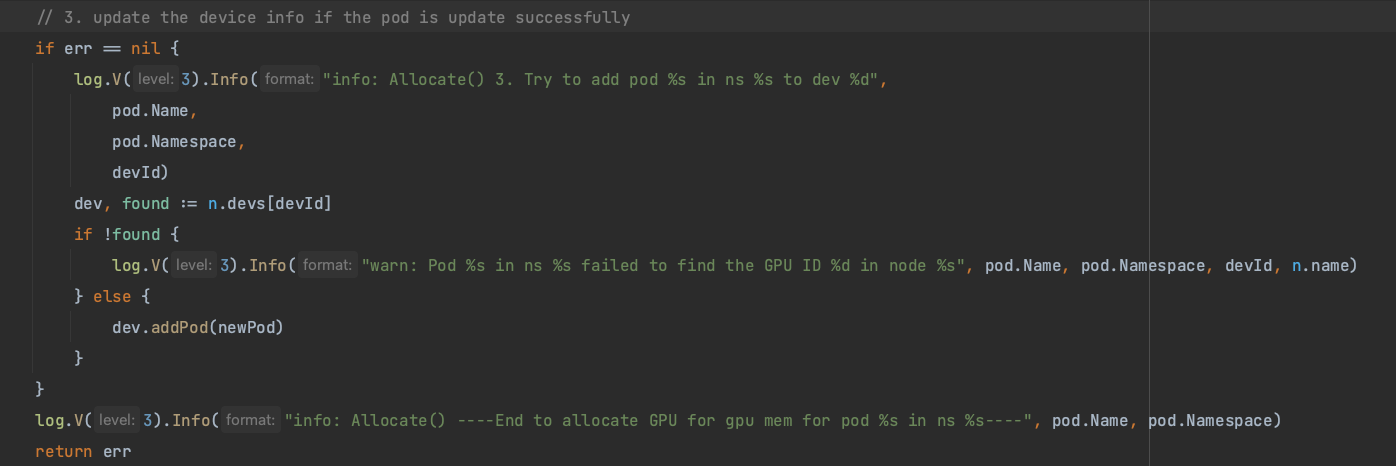 // 3. update the device info if the pod is update successfully
if err == nil {
log.V( level: 3).Info( format: "info: Allocate() 3. Try to add pod %s in ns %s to dev %d",
pod.Name,
pod.Namespace,
devId)
dev, found := n.devs[devId]
if !found {
log.V( level: 3).Info( format: "warn: Pod %s in ns %s failed to find the GPU ID %d in node %s", pod.Name, pod.Namespace, devId, n.name)
} else {
dev.addPod(newPod)
}
}
log.V( level: 3).Info( format: "info: Allocate() ----End to allocate GPU for gpu mem for pod %s in ns %s----", pod.Name, pod.Namespace)
return err